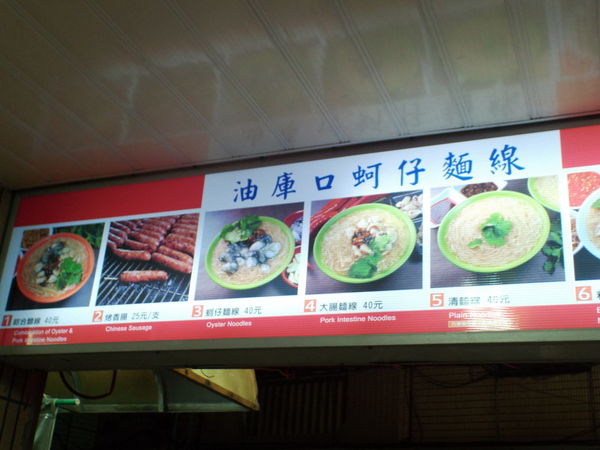 油庫口蚵仔麵線
1 綜合麵線 40元
Combination of Oyster &
Pork Intestine Noodles
2 烤香腸 25元/支
Chinese Sausage
3 蚵仔麵線 40元
Oyster Noodles
4 大腸麵線 40元
Pork Intestine Noodles
5 清麵線 40元
Plain Noodles
6